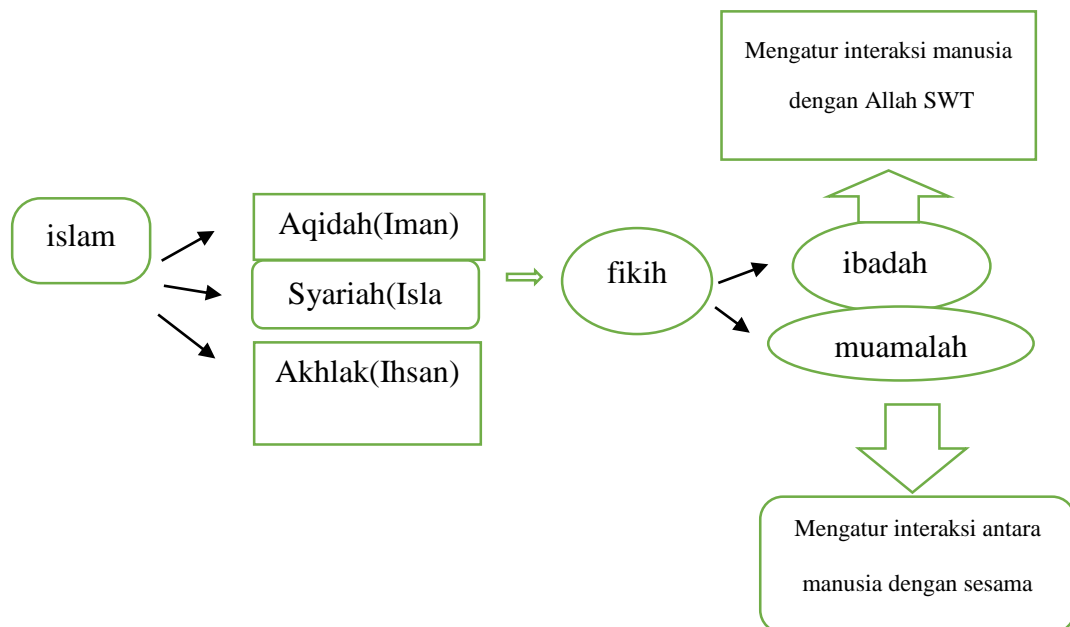 islam
Aqidah(Iman)
Syariah(Isla
Akhlak(Ihsan)
fikih
ibadah
muamalah
Mengatur interaksi manusia
dengan Allah SWT
Mengatur interaksi antara
manusia dengan sesama